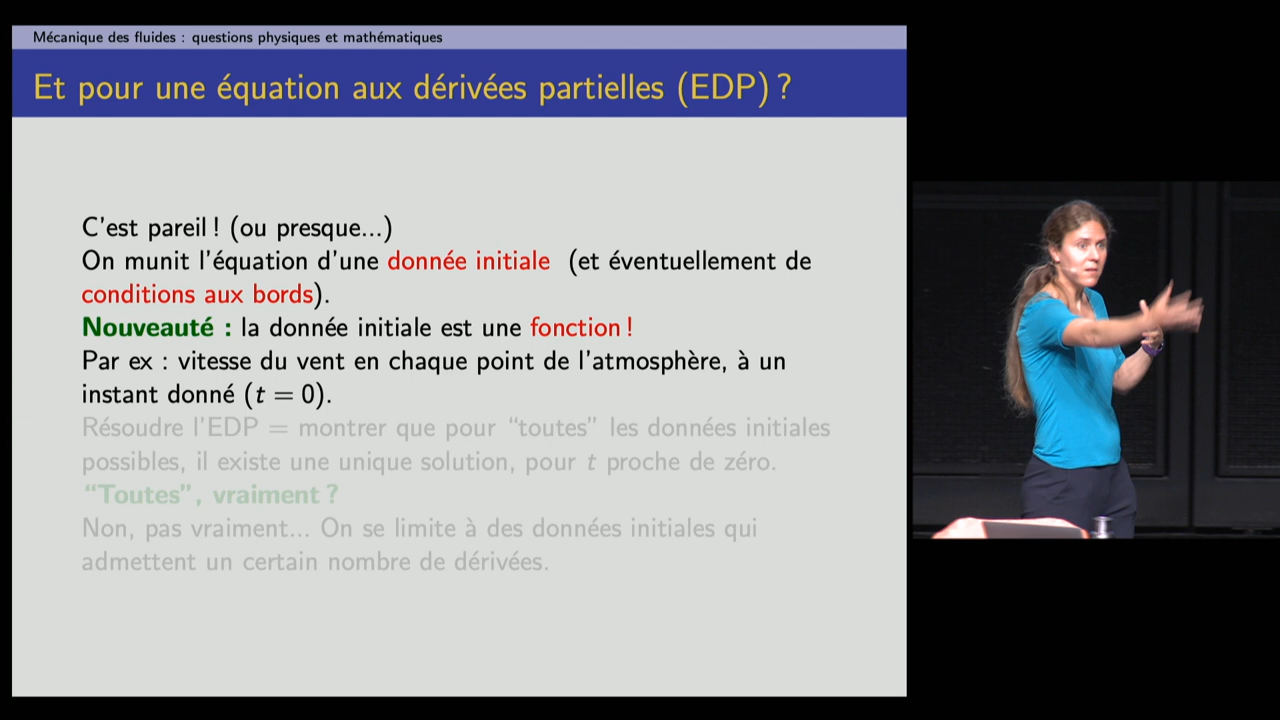 Mécanique des fluides : questions physiques et mathématiques
Et pour une équation aux dérivées partielles (EDP) ?
C'est pareil ! (ou presque...)
On munit l'équation d'une donnée initiale (et éventuellement de
conditions aux bords).
Nouveauté : la donnée initiale est une fonction !
Par ex : vitesse du vent en chaque point de l'atmosphère, à un
instant donné (t = 0).
Résoudre l'EDP = montrer que pour “toutes” les données initiales
possibles, il existe une unique solution, pour t proche de zéro.
“Toutes”, vraiment ?
Non, pas vraiment... On se limite à des données initiales qui
admettent un certain nombre de dérivées.